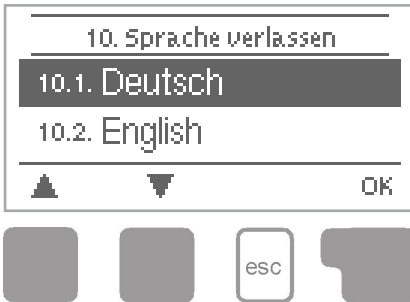 10. Sprache verlassen
10.1. Deutsch
10.2. English
OK
esc